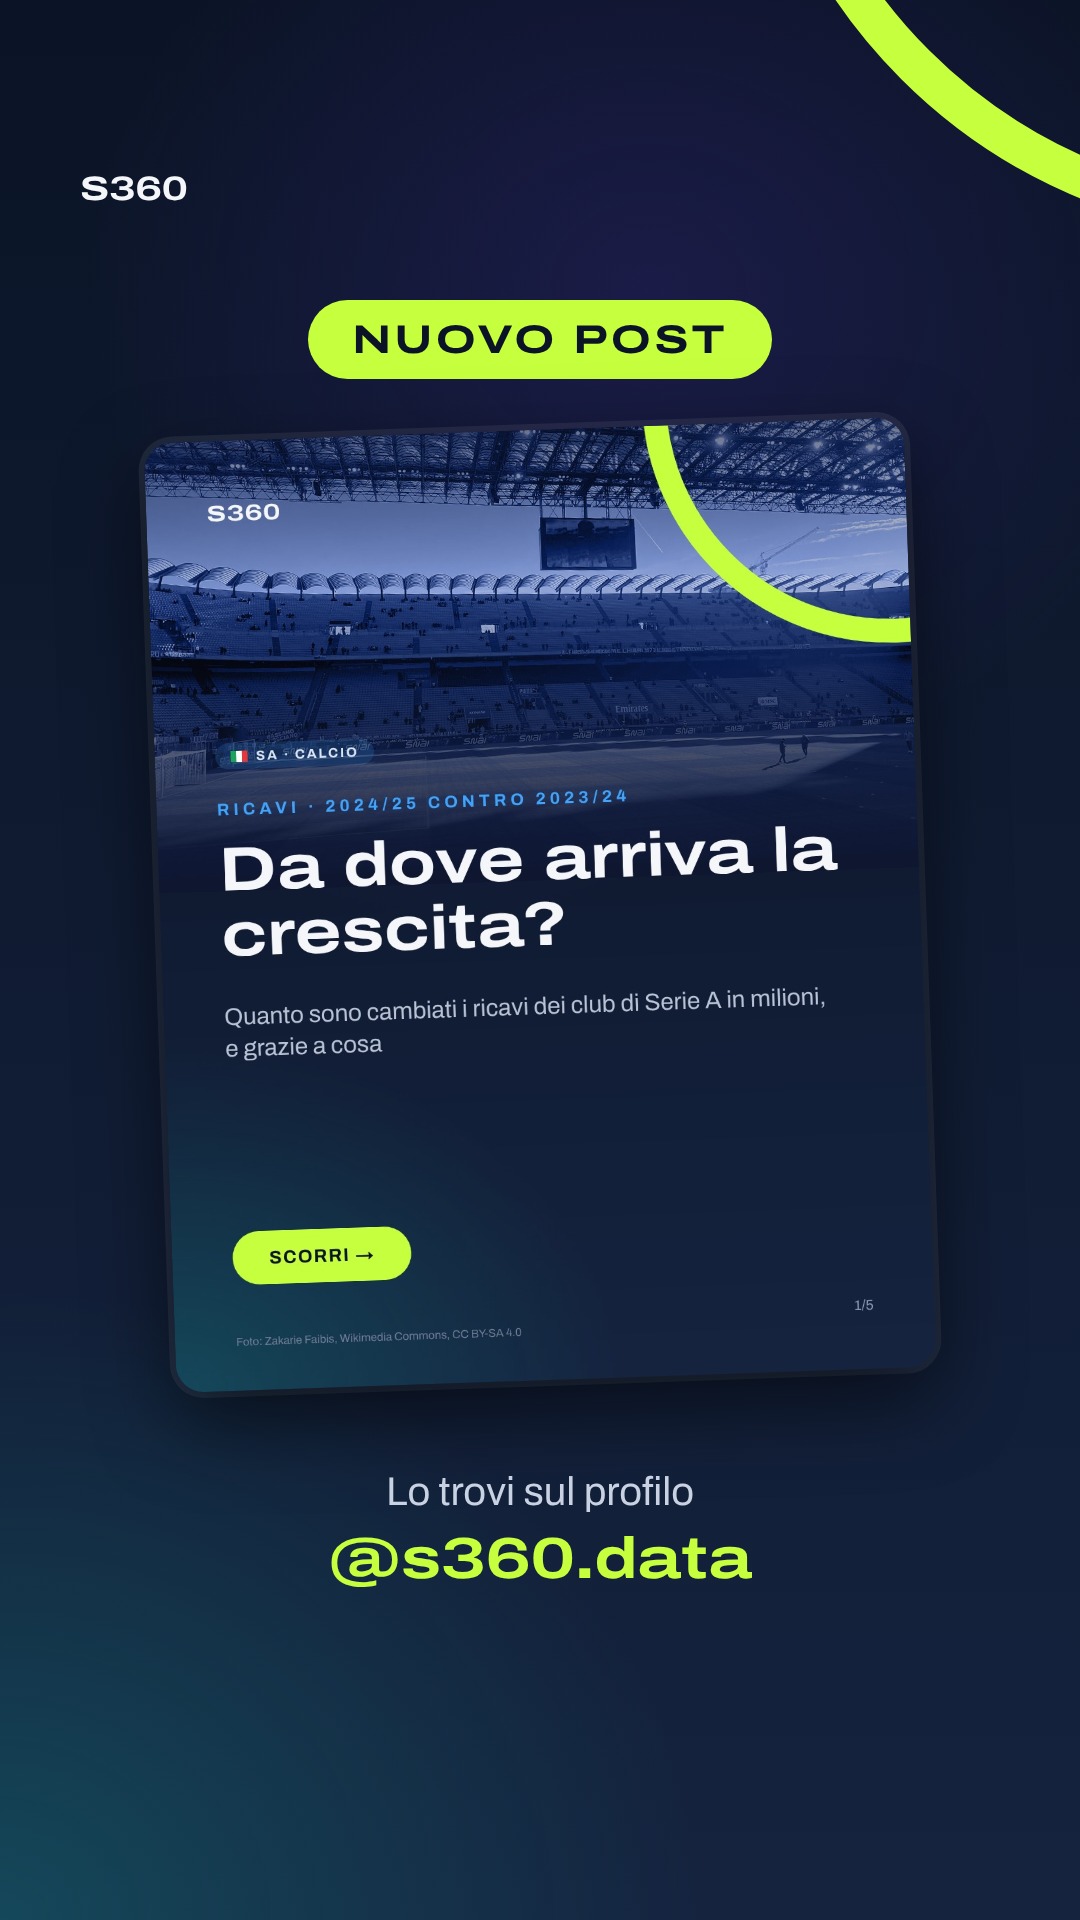 S360
NUOVO POST
S360
Emirates
SA · CALCIO
RICAVI · 2024/25 CONTRO 2023/24
Da dove arriva la
crescita?
Quanto sono cambiati i ricavi dei club di Serie A in milioni,
e grazie a cosa
SCORRI →
1/5
Foto: Zakarie Faibis, Wikimedia Commons, CC BY-SA 4.0
Lo trovi sul profilo
@s360.data